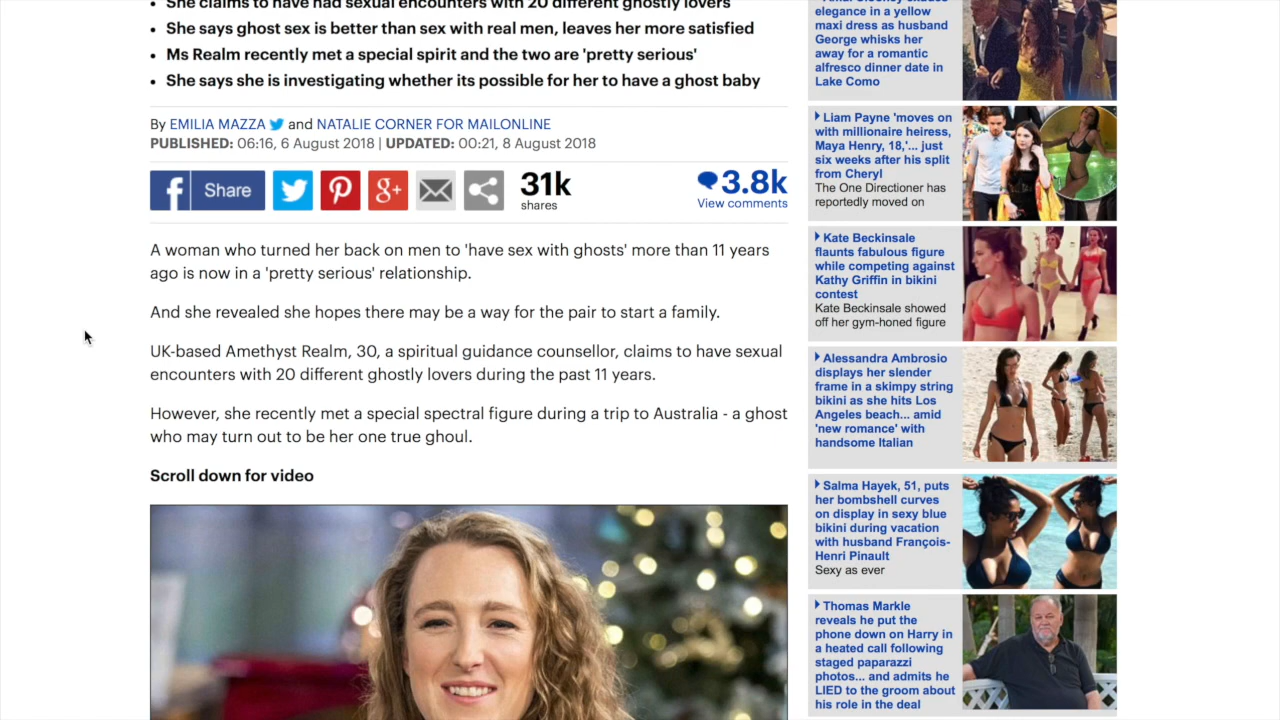 She claims to have had sexual encounters with 20 different ghostly lovers
She says ghost sex is better than sex with real men, leaves her more satisfied
Ms Realm recently met a special spirit and the two are 'pretty serious'
She says she is investigating whether its possible for her to have a ghost baby
By EMILIA MAZZA and NATALIE CORNER FOR MAILONLINE
PUBLISHED: 06:16, 6 August 2018 | UPDATED: 00:21, 8 August 2018
f Share
g+
31k
shares
3.8k
View comments
A woman who turned her back on men to 'have sex with ghosts' more than 11 years
ago is now in a 'pretty serious' relationship.
And she revealed she hopes there may be a way for the pair to start a family.
UK-based Amethyst Realm, 30, a spiritual guidance counsellor, claims to have sexual
encounters with 20 different ghostly lovers during the past 11 years.
However, she recently met a special spectral figure during a trip to Australia - a ghost
who may turn out to be her one true ghoul.
Scroll down for video
elegance in a yellow
maxi dress as husband
George whisks her
away for a romantic
alfresco dinner date in
Lake Como
Liam Payne 'moves on
with millionaire heiress,
Maya Henry, 18,'... just
six weeks after his split
from Cheryl
The One Directioner has
reportedly moved on
Kate Beckinsale
flaunts fabulous figure
while competing against
Kathy Griffin in bikini
contest
Kate Beckinsale showed
off her gym-honed figure
Alessandra Ambrosio
displays her slender
frame in a skimpy string
bikini as she hits Los
Angeles beach... amid
'new romance' with
handsome Italian
Salma Hayek, 51, puts
her bombshell curves
on display in sexy blue
bikini during vacation
with husband François-
Henri Pinault
Sexy as ever
Thomas Markle
reveals he put the
phone down on Harry in
a heated call following
staged paparazzi
photos... and admits he
LIED to the groom about
his role in the deal